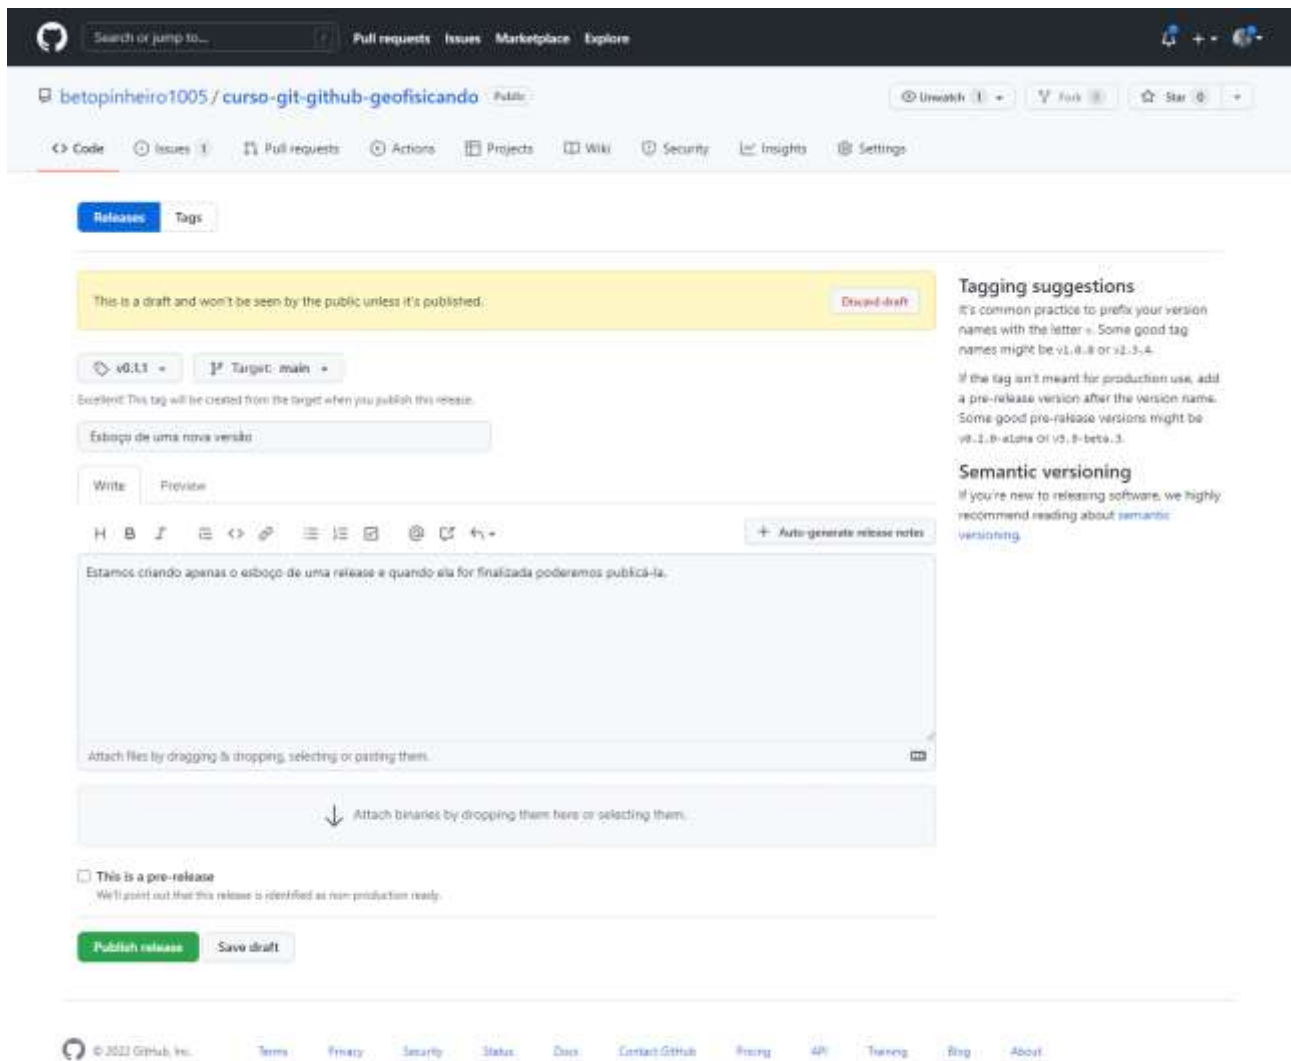 Search or jump to... / Pull requests Issues Marketplace Explore
betopinheiro1005 / curso-git-github-geofisicando Public Unwatch 1 Fork 0 Star 0
<> Code Issues 1 Pull requests Actions Projects Wiki Security Insights Settings
Releases Tags
This is a draft and won't be seen by the public unless it's published. Discard draft
v0.1.1 Target: main
Excellent! This tag will be created from the target when you publish this release.
Esboço de uma nova versão
Write Preview
H B I <> @ + Auto-generate release notes
Estamos criando apenas o esboço de uma release e quando ela for finalizada poderemos publicá-la.
Attach files by dragging & dropping, selecting or pasting them.
Attach binaries by dropping them here or selecting them.
This is a pre-release
We'll point out that this release is identified as non-production ready.
Publish release Save draft
Tagging suggestions
It's common practice to prefix your version
names with the letter v. Some good tag
names might be v1.0.0 or v2.3.4.
If the tag isn't meant for production use, add
a pre-release version after the version name.
Some good pre-release versions might be
v0.2.0-alpha or v5.9-beta.3.
Semantic versioning
If you're new to releasing software, we highly
recommend reading about semantic
versioning.
© 2022 GitHub, Inc. Terms Privacy Security Status Docs Contact GitHub Pricing API Training Blog About